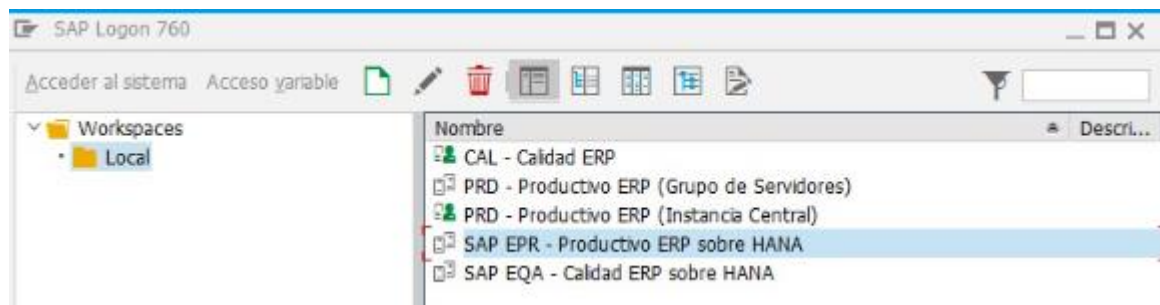 SAP Logon 760
Acceder al sistema Acceso variable
Workspaces
Local
Nombre Descri...
CAL - Calidad ERP
PRD - Productivo ERP (Grupo de Servidores)
PRD - Productivo ERP (Instancia Central)
SAP EPR - Productivo ERP sobre HANA
SAP EQA - Calidad ERP sobre HANA